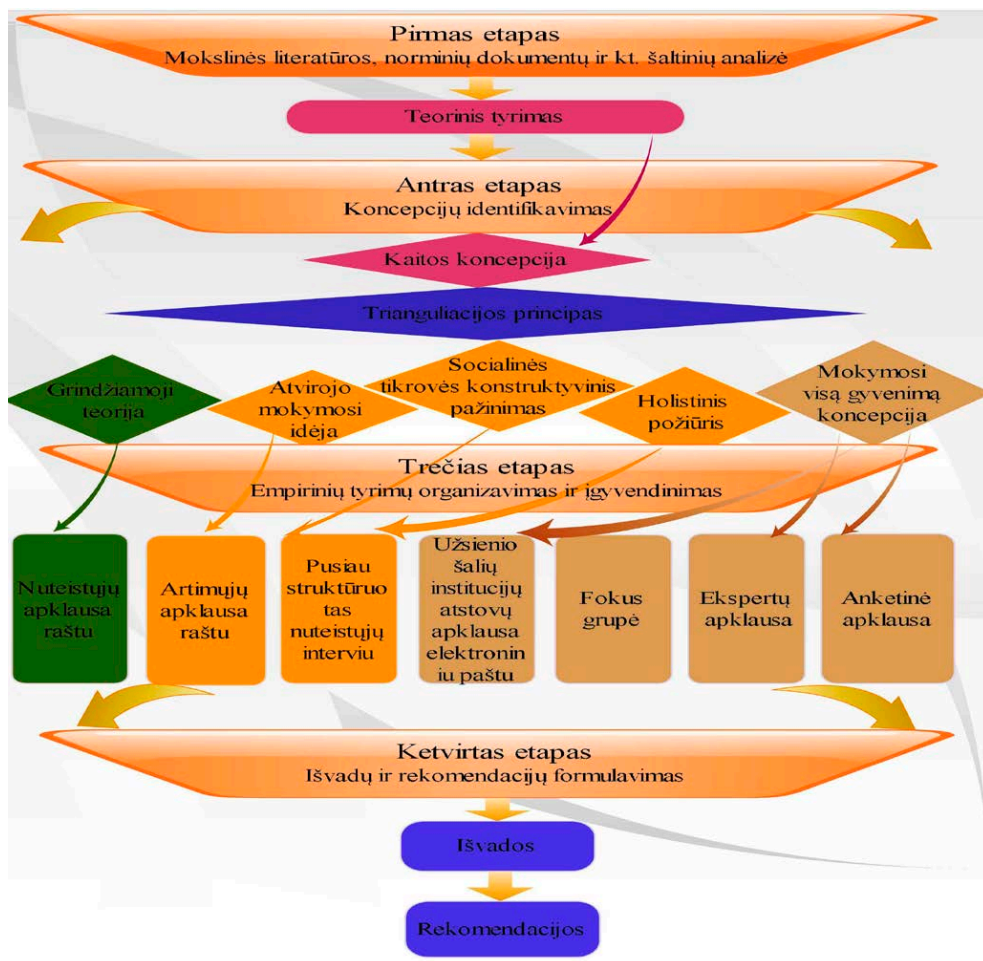 Pirmas etapas
Mokslinės literatūros, norminių dokumentų ir kt. šaltinių analizė
Teorinis tyrimas
Antras etapas
Koncepcijų identifikavimas
Kaitos koncepcija
Trianguliacijos principas
Grindžiamoji
teorija
Atvirojo
mokymosi
idėja
Socialinės
tikrovės konstruktyvinis
pažinimas
Holistinis
požiūris
Mokymosi
visą gyvenimą
koncepcija
Trečias etapas
Empirinių tyrimų organizavimas ir įgyvendinimas
Nuteistųjų
apklausa
raštu
Artimųjų
apklausa
raštu
Pusiau
struktūruo
tas
nuteistųjų
interviu
Užsienio
šalių
institucijų
atstovų
apklausa
elektronin
iu paštu
Fokus
grupė
Ekspertų
apklausa
Anketinė
apklausa
Ketvirtas etapas
Išvadų ir rekomendacijų formulavimas
Išvados
Rekomendacijos